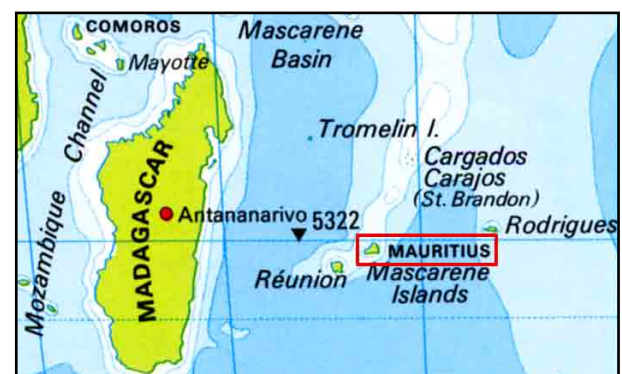 COMOROS
Mayotte
Mascarene
Basin
Mozambique Channel
Tromelin I.
Cargados
Carajos
(St. Brandon)
MADAGASCAR
Antananarivo
5322
Rodrigues
MAURITIUS
Réunion
Mascarene
Islands